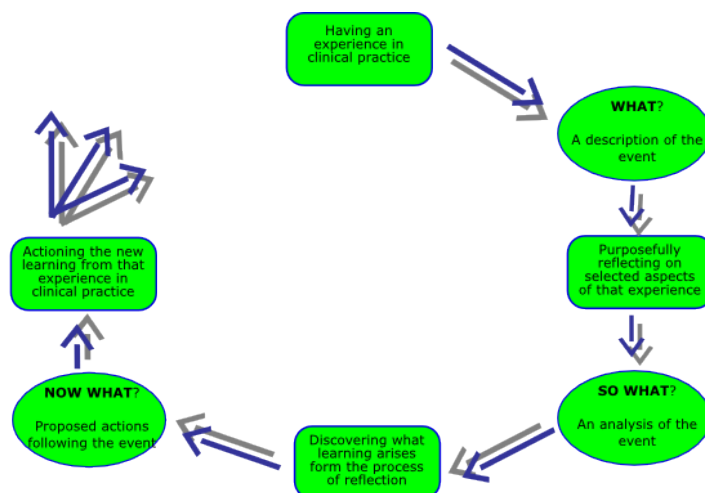 Having an
experience in
clinical practice
WHAT?
A description of the
event
Purposefully
reflecting on
selected aspects
of that experience
SO WHAT?
An analysis of the
event
Discovering what
learning arises
form the process
of reflection
NOW WHAT?
Proposed actions
following the event
Actioning the new
learning from that
experience in
clinical practice